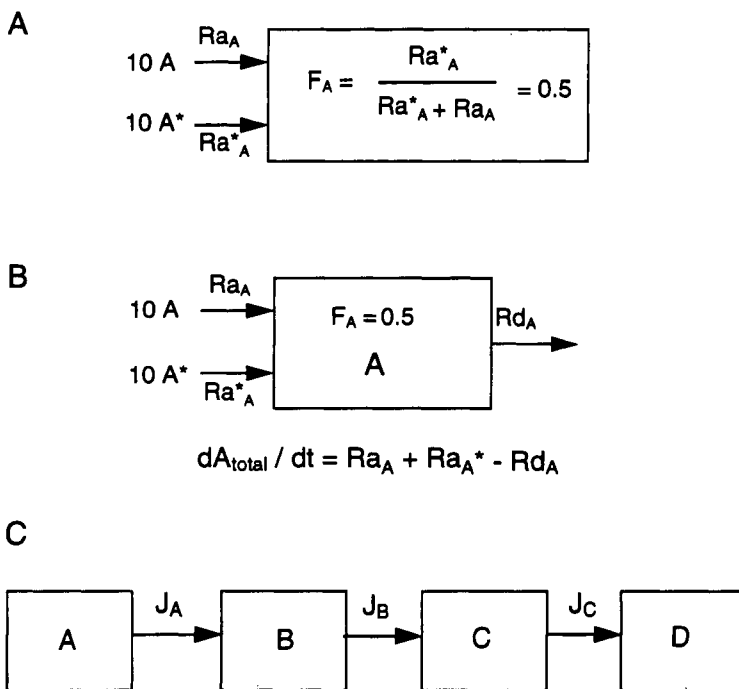 A
10 A
Ra_A
10 A*
Ra*_A
F_A = Ra*_A / Ra*_A + Ra_A = 0.5
B
10 A
Ra_A
10 A*
Ra*_A
F_A = 0.5
A
Rd_A
dA_total / dt = Ra_A + Ra_A* - Rd_A
C
A
J_A
B
J_B
C
J_C
D